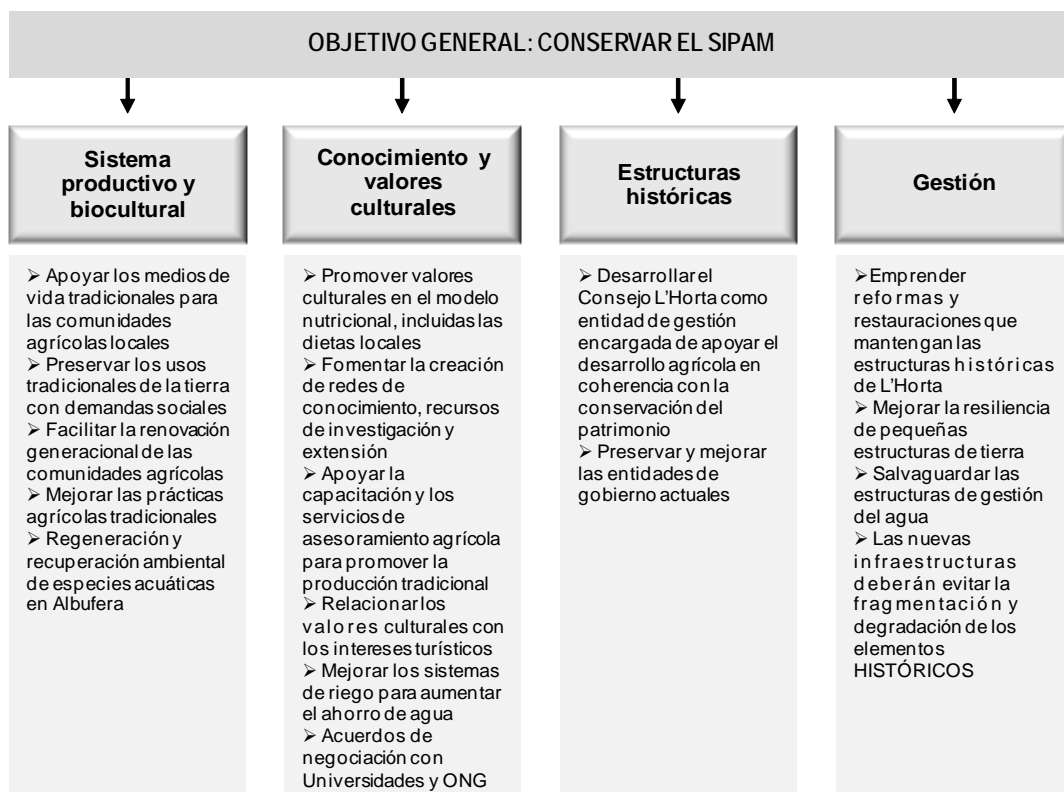 OBJETIVO GENERAL: CONSERVAR EL SIPAM
Sistema
productivo y
biocultural
➢ Apoyar los medios de
vida tradicionales para
las comunidades
agrícolas locales
➢ Preservar los usos
tradicionales de la tierra
con demandas sociales
➢ Facilitar la renovación
generacional de las
comunidades agrícolas
➢ Mejorar las prácticas
agrícolas tradicionales
➢ Regeneración y
recuperación ambiental
de especies acuáticas
en Albufera
Conocimiento y
valores
culturales
➢ Promover valores
culturales en el modelo
nutricional, incluidas las
dietas locales
➢ Fomentar la creación
de redes de
conocimiento, recursos
de investigación y
extensión
➢ Apoyar la
capacitación y los
servicios de
asesoramiento agrícola
para promover la
producción tradicional
➢ Relacionar los
valores culturales con
los intereses turísticos
➢ Mejorar los sistemas
de riego para aumentar
el ahorro de agua
➢ Acuerdos de
negociación con
Universidades y ONG
Estructuras
históricas
➢ Desarrollar el
Consejo L'Horta como
entidad de gestión
encargada de apoyar el
desarrollo agrícola en
coherencia con la
conservación del
patrimonio
➢ Preservar y mejorar
las entidades de
gobierno actuales
Gestión
➢Emprender
reformas y
restauraciones que
mantengan las
estructuras históricas
de L'Horta
➢ Mejorar la resiliencia
de pequeñas
estructuras de tierra
➢ Salvaguardar las
estructuras de gestión
del agua
➢ Las nuevas
infraestructuras
deberán evitar la
fragmentación y
degradación de los
elementos
HISTÓRICOS